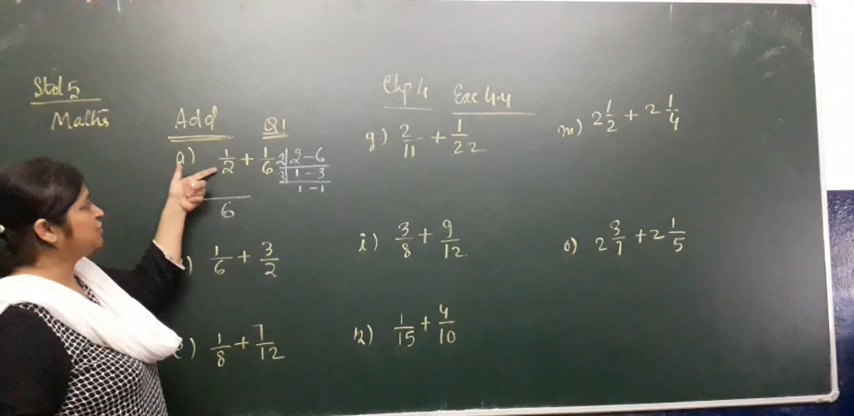 Std 5
Maths
Chp 4 Exc 4.4
Add Q1
a) 1/2 + 1/6
2 | 2 - 6
3 | 1 - 3
1 - 1
6
) 1/6 + 3/2
e) 1/8 + 7/12
g) 2/11 + 1/22
i) 3/8 + 9/12
k) 1/15 + 4/10
m) 2 1/2 + 2 1/4
o) 2 3/7 + 2 1/5